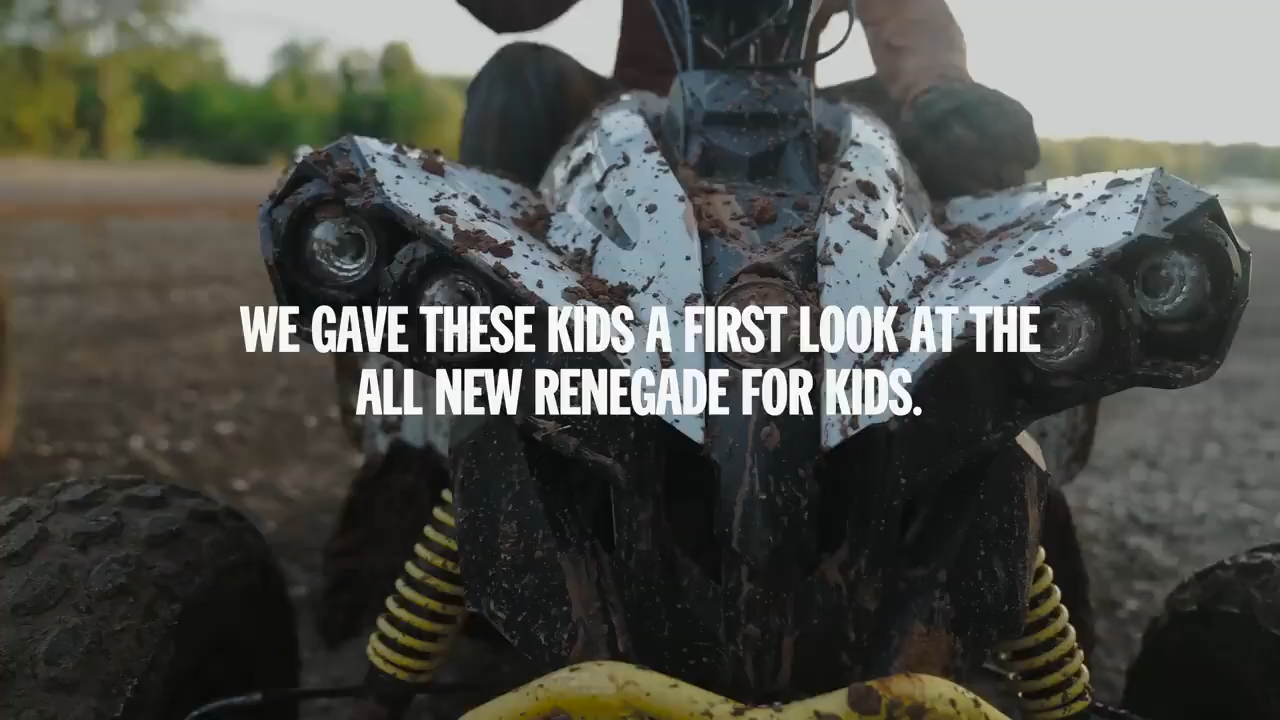 WE GAVE THESE KIDS A FIRST LOOK AT THE
ALL NEW RENEGADE FOR KIDS.